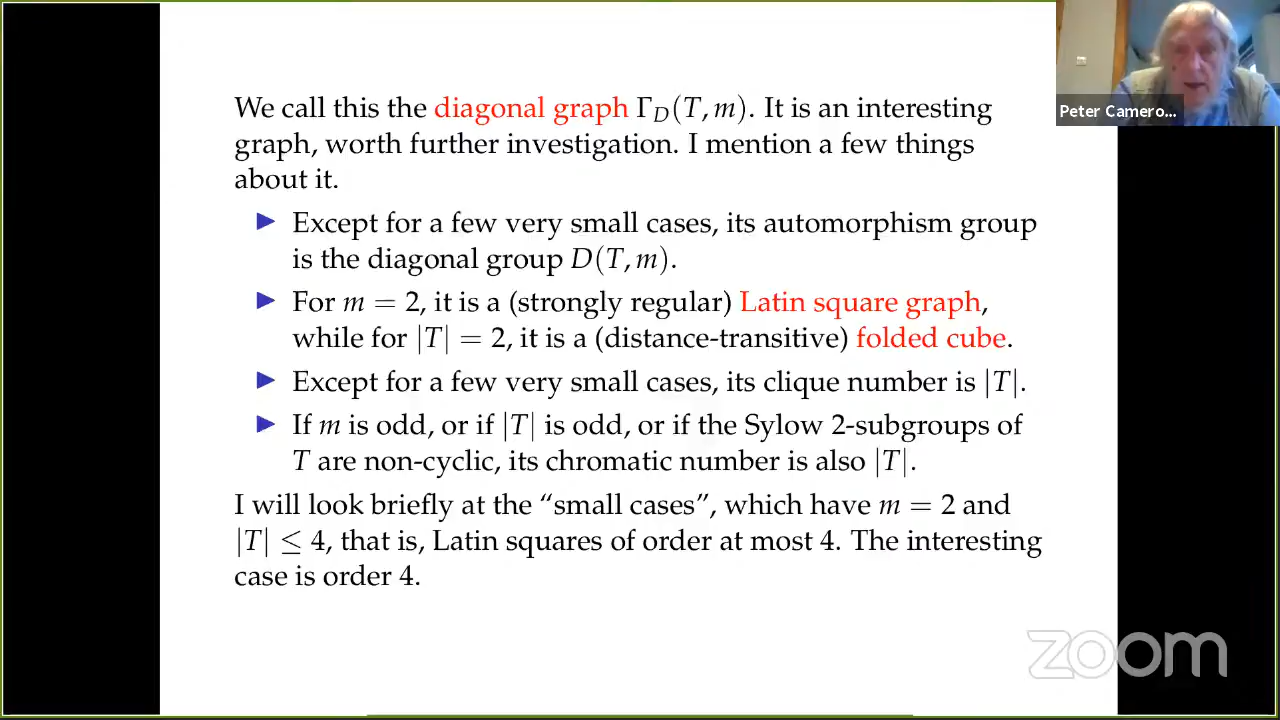 We call this the diagonal graph Γ_D(T, m). It is an interesting
graph, worth further investigation. I mention a few things
about it.
▶ Except for a few very small cases, its automorphism group
is the diagonal group D(T, m).
▶ For m = 2, it is a (strongly regular) Latin square graph,
while for |T| = 2, it is a (distance-transitive) folded cube.
▶ Except for a few very small cases, its clique number is |T|.
▶ If m is odd, or if |T| is odd, or if the Sylow 2-subgroups of
T are non-cyclic, its chromatic number is also |T|.
I will look briefly at the “small cases”, which have m = 2 and
|T| ≤ 4, that is, Latin squares of order at most 4. The interesting
case is order 4.
Peter Camero...
zoom